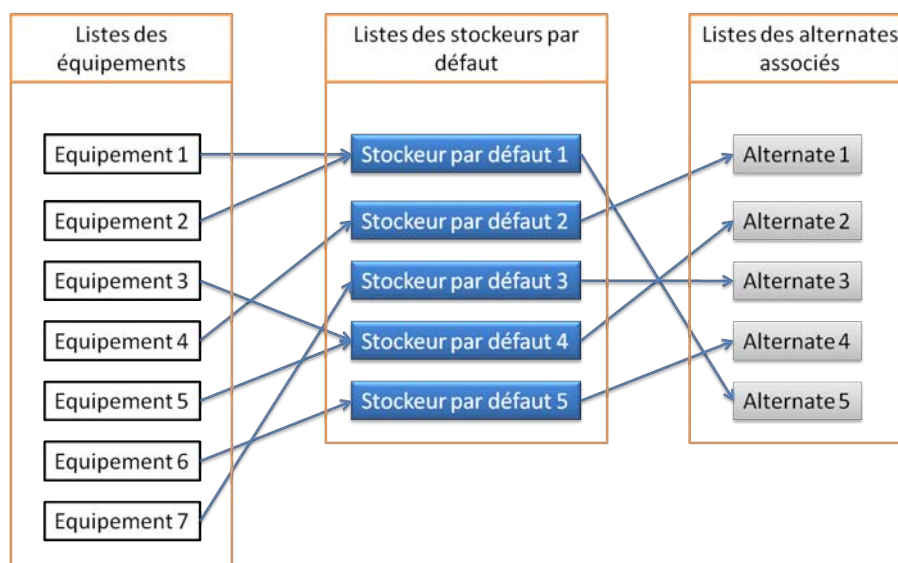 Listes des
équipements
Equipement 1
Equipement 2
Equipement 3
Equipement 4
Equipement 5
Equipement 6
Equipement 7
Listes des stockeurs par
défaut
Stockeur par défaut 1
Stockeur par défaut 2
Stockeur par défaut 3
Stockeur par défaut 4
Stockeur par défaut 5
Listes des alternates
associés
Alternate 1
Alternate 2
Alternate 3
Alternate 4
Alternate 5